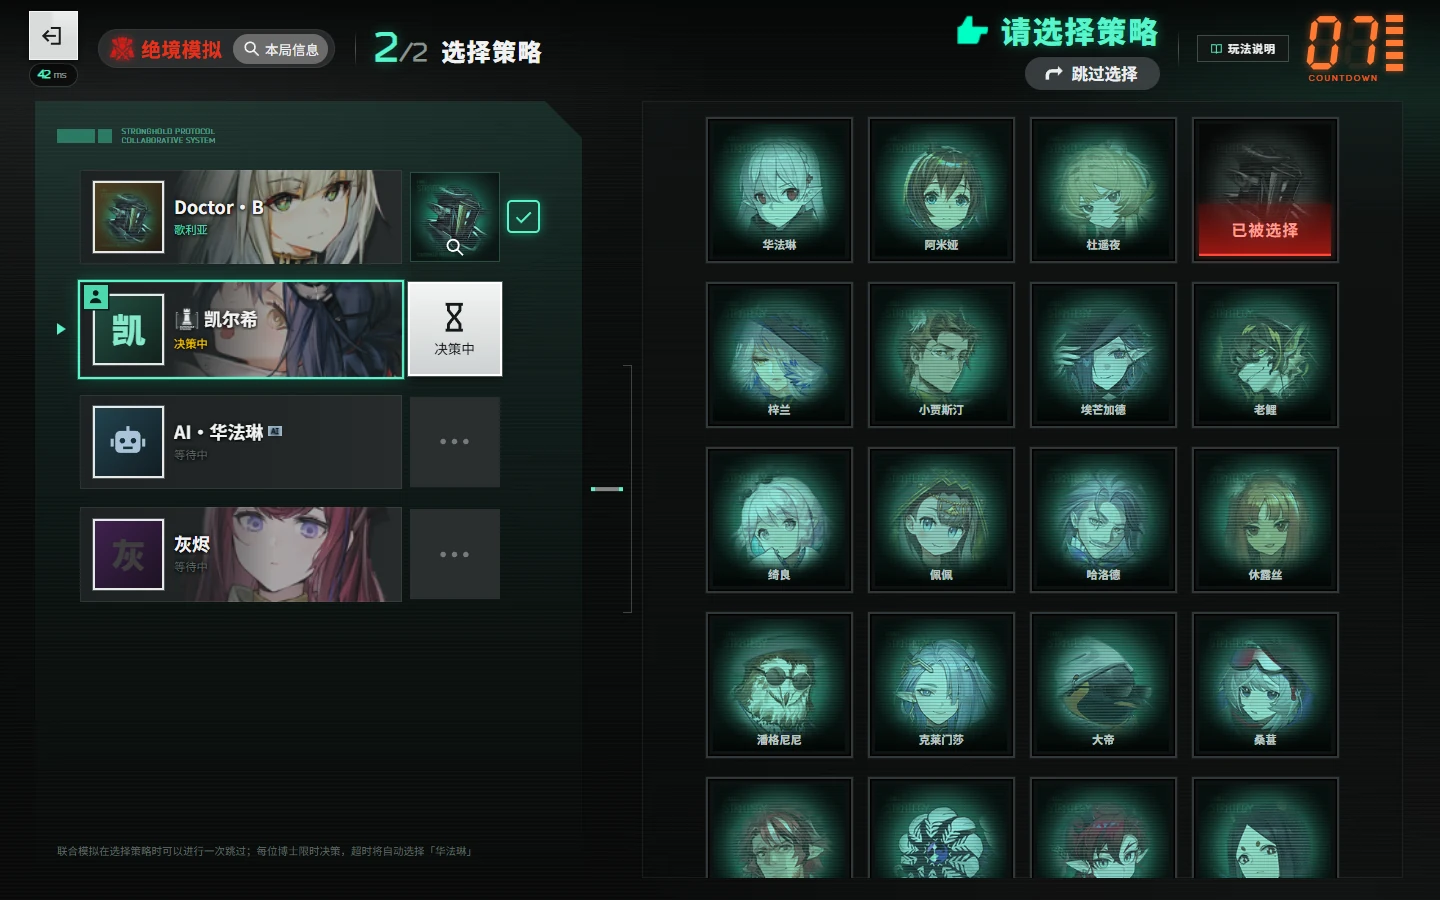 绝境模拟
本局信息
42 ms
2/2 选择策略
请选择策略
跳过选择
玩法说明
07
COUNTDOWN
STRONGHOLD PROTOCOL
COLLABORATIVE SYSTEM
Doctor·B
歌利亚
凯
凯尔希
决策中
决策中
AI·华法琳 AI
等待中
灰
灰烬
等待中
联合模拟在选择策略时可以进行一次跳过；每位博士限时决策，超时将自动选择「华法琳」
华法琳
阿米娅
杜遥夜
已被选择
梓兰
小贾斯汀
埃芒加德
老鲤
绮良
佩佩
哈洛德
休露丝
潘格尼尼
克莱门莎
大帝
桑葚